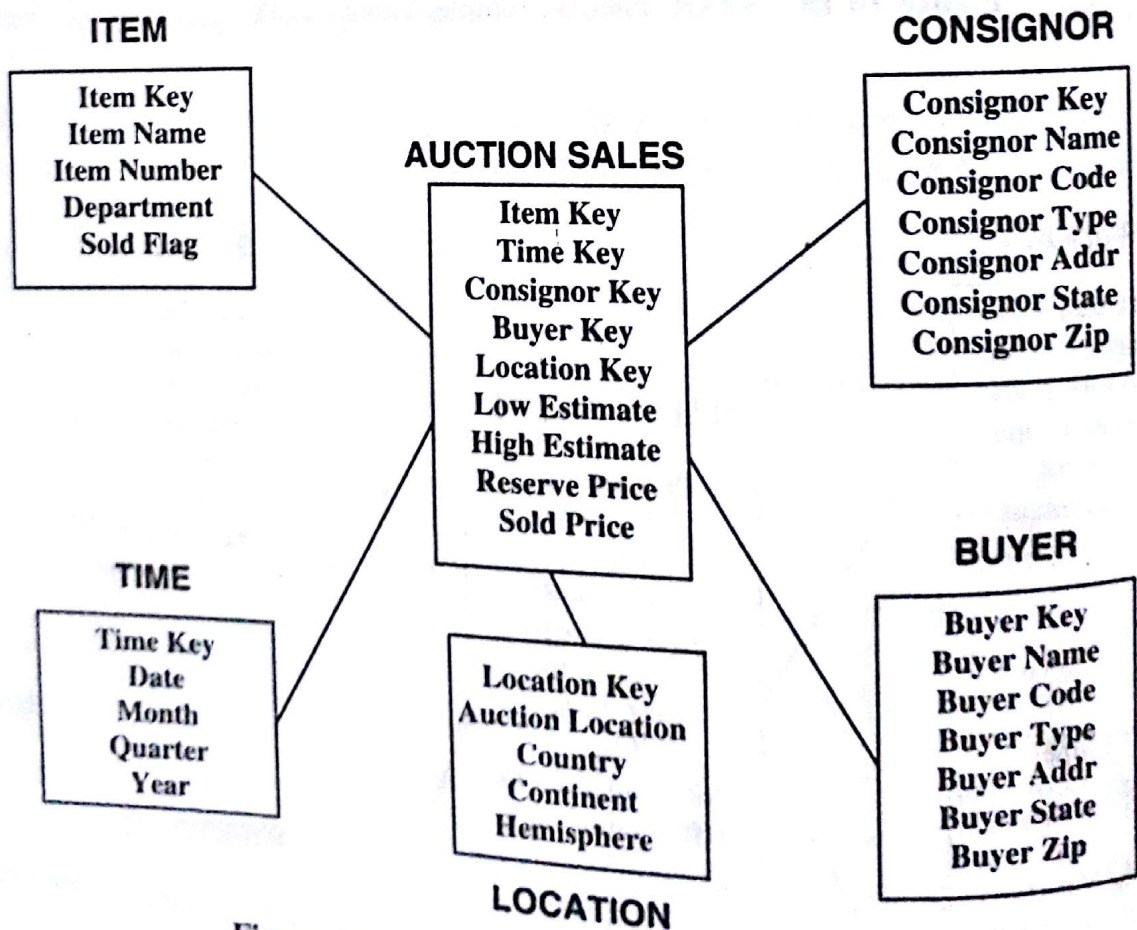 ITEM
Item Key
Item Name
Item Number
Department
Sold Flag
CONSIGNOR
Consignor Key
Consignor Name
Consignor Code
Consignor Type
Consignor Addr
Consignor State
Consignor Zip
AUCTION SALES
Item Key
Time Key
Consignor Key
Buyer Key
Location Key
Low Estimate
High Estimate
Reserve Price
Sold Price
TIME
Time Key
Date
Month
Quarter
Year
Location Key
Auction Location
Country
Continent
Hemisphere
LOCATION
BUYER
Buyer Key
Buyer Name
Buyer Code
Buyer Type
Buyer Addr
Buyer State
Buyer Zip